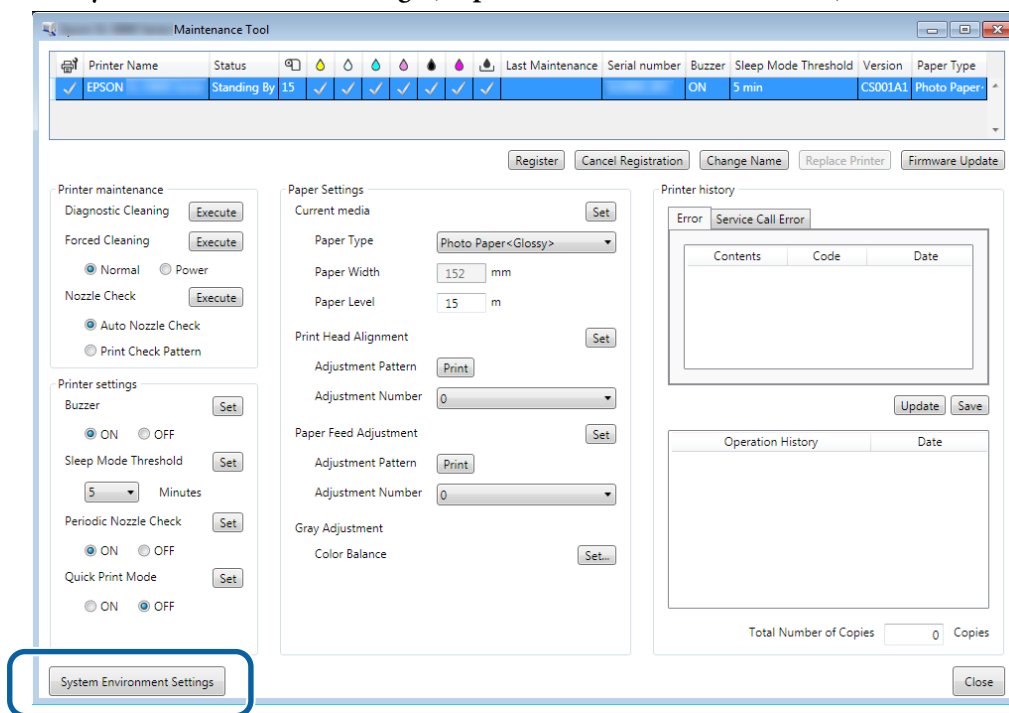 Maintenance Tool
Printer Name Status Last Maintenance Serial number Buzzer Sleep Mode Threshold Version Paper Type
EPSON Standing By 15 ON 5 min CS001A1 Photo Paper
Register Cancel Registration Change Name Replace Printer Firmware Update
Printer maintenance
Diagnostic Cleaning Execute
Forced Cleaning Execute
Normal Power
Nozzle Check Execute
Auto Nozzle Check
Print Check Pattern
Printer settings
Buzzer Set
ON OFF
Sleep Mode Threshold Set
5 Minutes
Periodic Nozzle Check Set
ON OFF
Quick Print Mode Set
ON OFF
Paper Settings
Current media Set
Paper Type Photo Paper<Glossy>
Paper Width 152 mm
Paper Level 15 m
Print Head Alignment Set
Adjustment Pattern Print
Adjustment Number 0
Paper Feed Adjustment Set
Adjustment Pattern Print
Adjustment Number 0
Gray Adjustment
Color Balance Set...
Printer history
Error Service Call Error
Contents Code Date
Update Save
Operation History Date
Total Number of Copies 0 Copies
System Environment Settings
Close